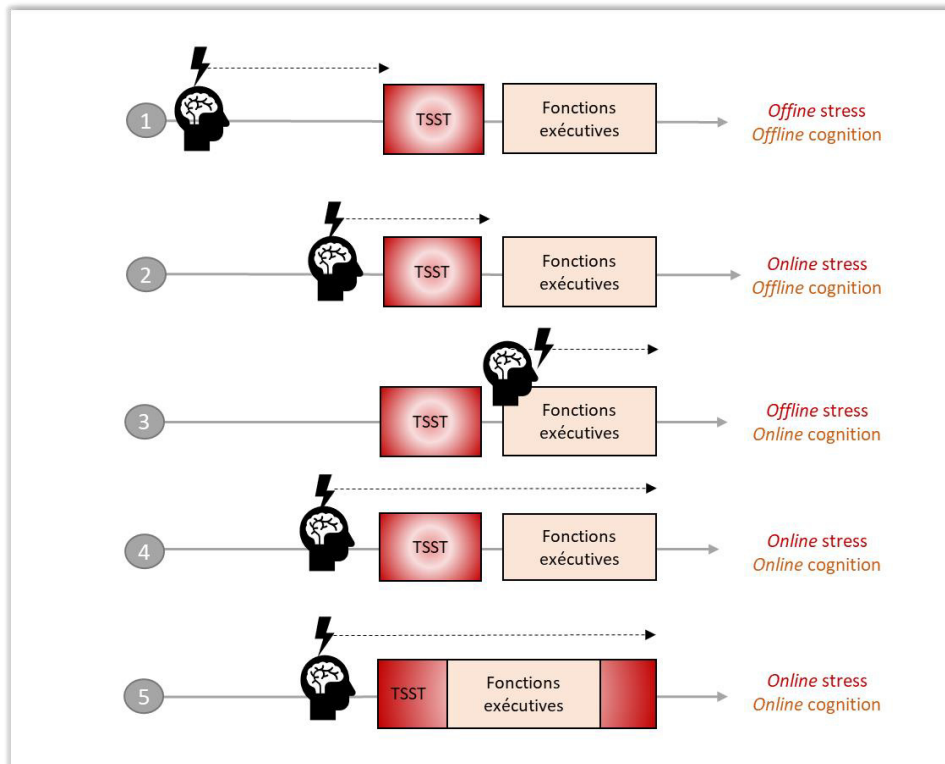 1
TSST
Fonctions
exécutives
Offine stress
Offline cognition
2
TSST
Fonctions
exécutives
Online stress
Offline cognition
3
TSST
Fonctions
exécutives
Offline stress
Online cognition
4
TSST
Fonctions
exécutives
Online stress
Online cognition
5
TSST
Fonctions
exécutives
Online stress
Online cognition